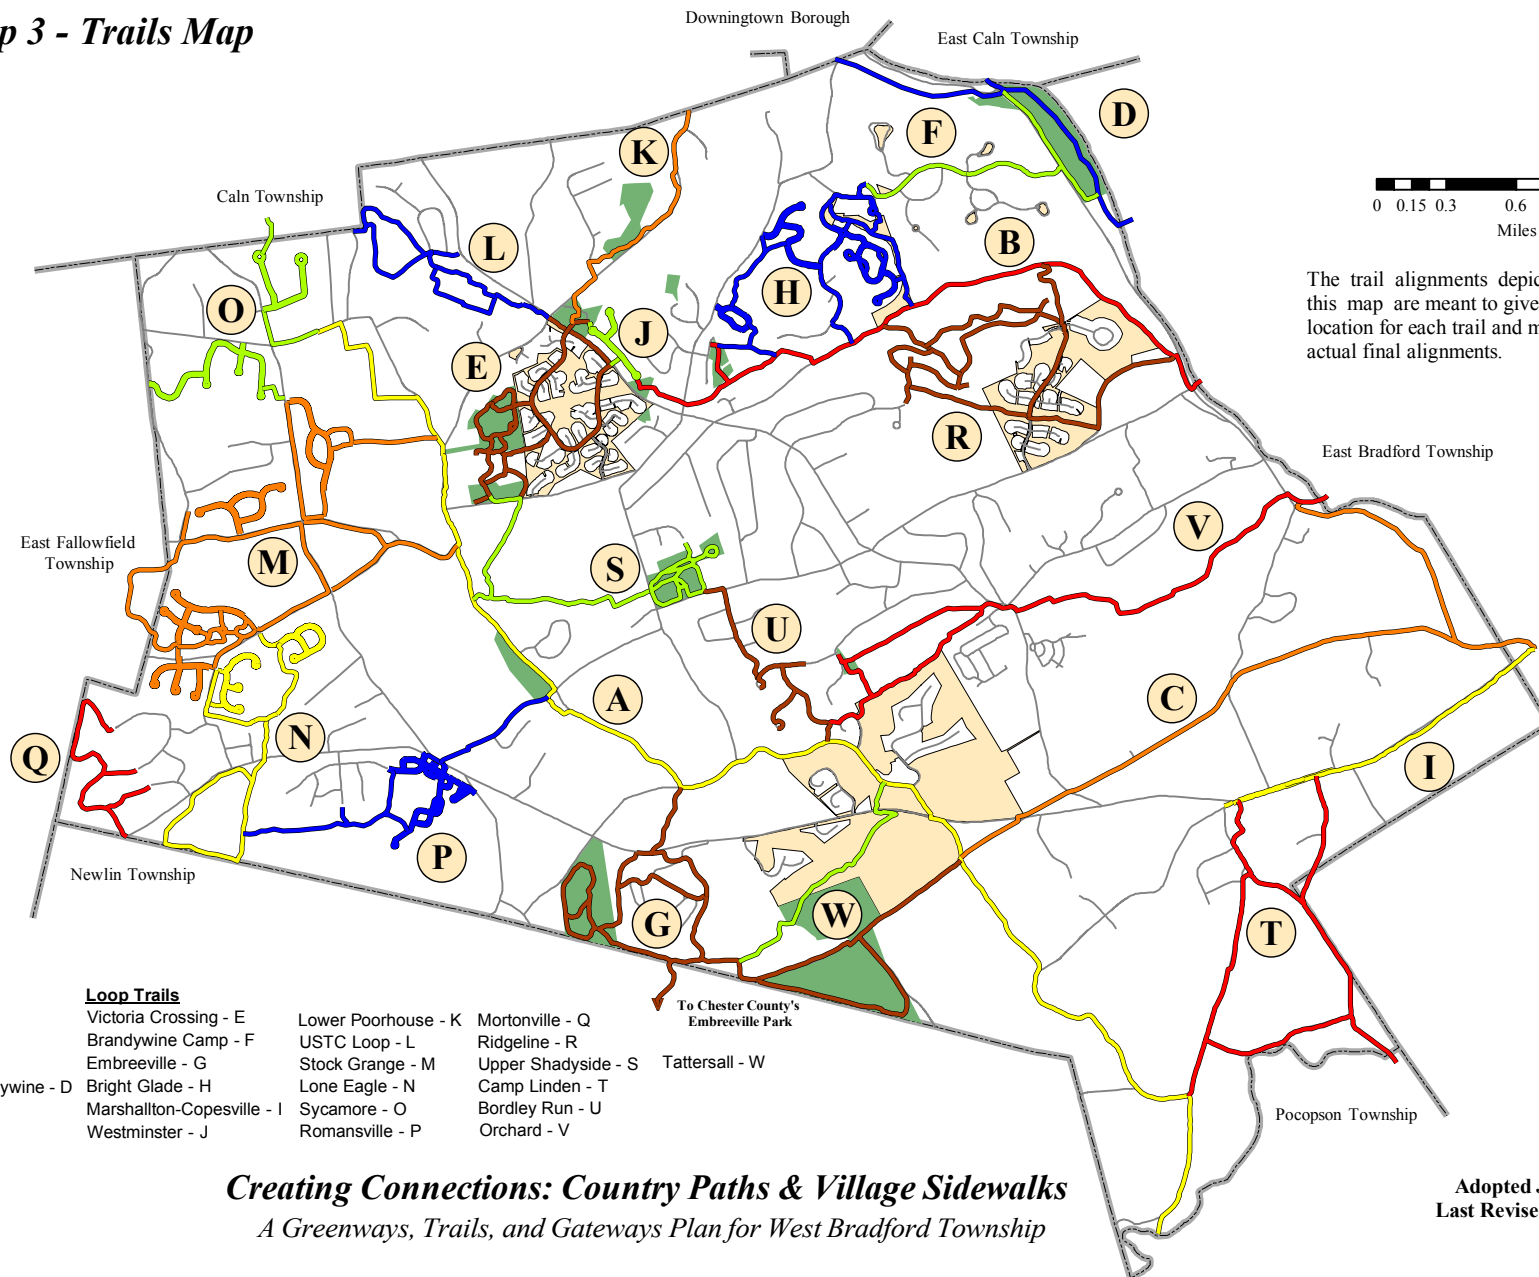 p 3 - Trails Map
Downingtown Borough
East Caln Township
D
F
K
Caln Township
0 0.15 0.3 0.6
Miles
B
L
The trail alignments depic
this map are meant to give
location for each trail and m
actual final alignments.
H
O
J
E
R
East Bradford Township
V
East Fallowfield
Township
M
S
U
A
C
N
Q
I
P
Newlin Township
W
G
T
To Chester County's
Embreeville Park
Loop Trails
Victoria Crossing - E
Brandywine Camp - F
Embreeville - G
ywine - D
Bright Glade - H
Marshallton-Copesville - I
Westminster - J
Lower Poorhouse - K
USTC Loop - L
Stock Grange - M
Lone Eagle - N
Sycamore - O
Romansville - P
Mortonville - Q
Ridgeline - R
Upper Shadyside - S
Camp Linden - T
Bordley Run - U
Orchard - V
Tattersall - W
Pocopson Township
Creating Connections: Country Paths & Village Sidewalks
A Greenways, Trails, and Gateways Plan for West Bradford Township
Adopted
Last Revise